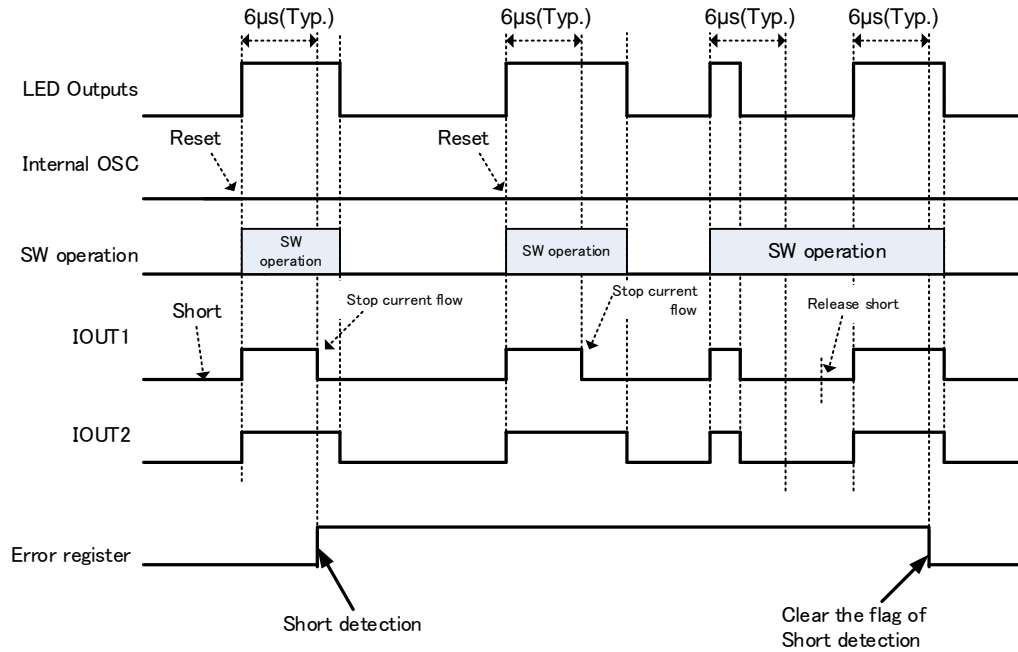 6µs(Typ.)
6µs(Typ.)
6µs(Typ.)
6µs(Typ.)
LED Outputs
Reset
Reset
Internal OSC
SW operation
SW
operation
SW operation
SW operation
Short
Stop current flow
Stop current
flow
Release short
IOUT1
IOUT2
Error register
Short detection
Clear the flag of
Short detection